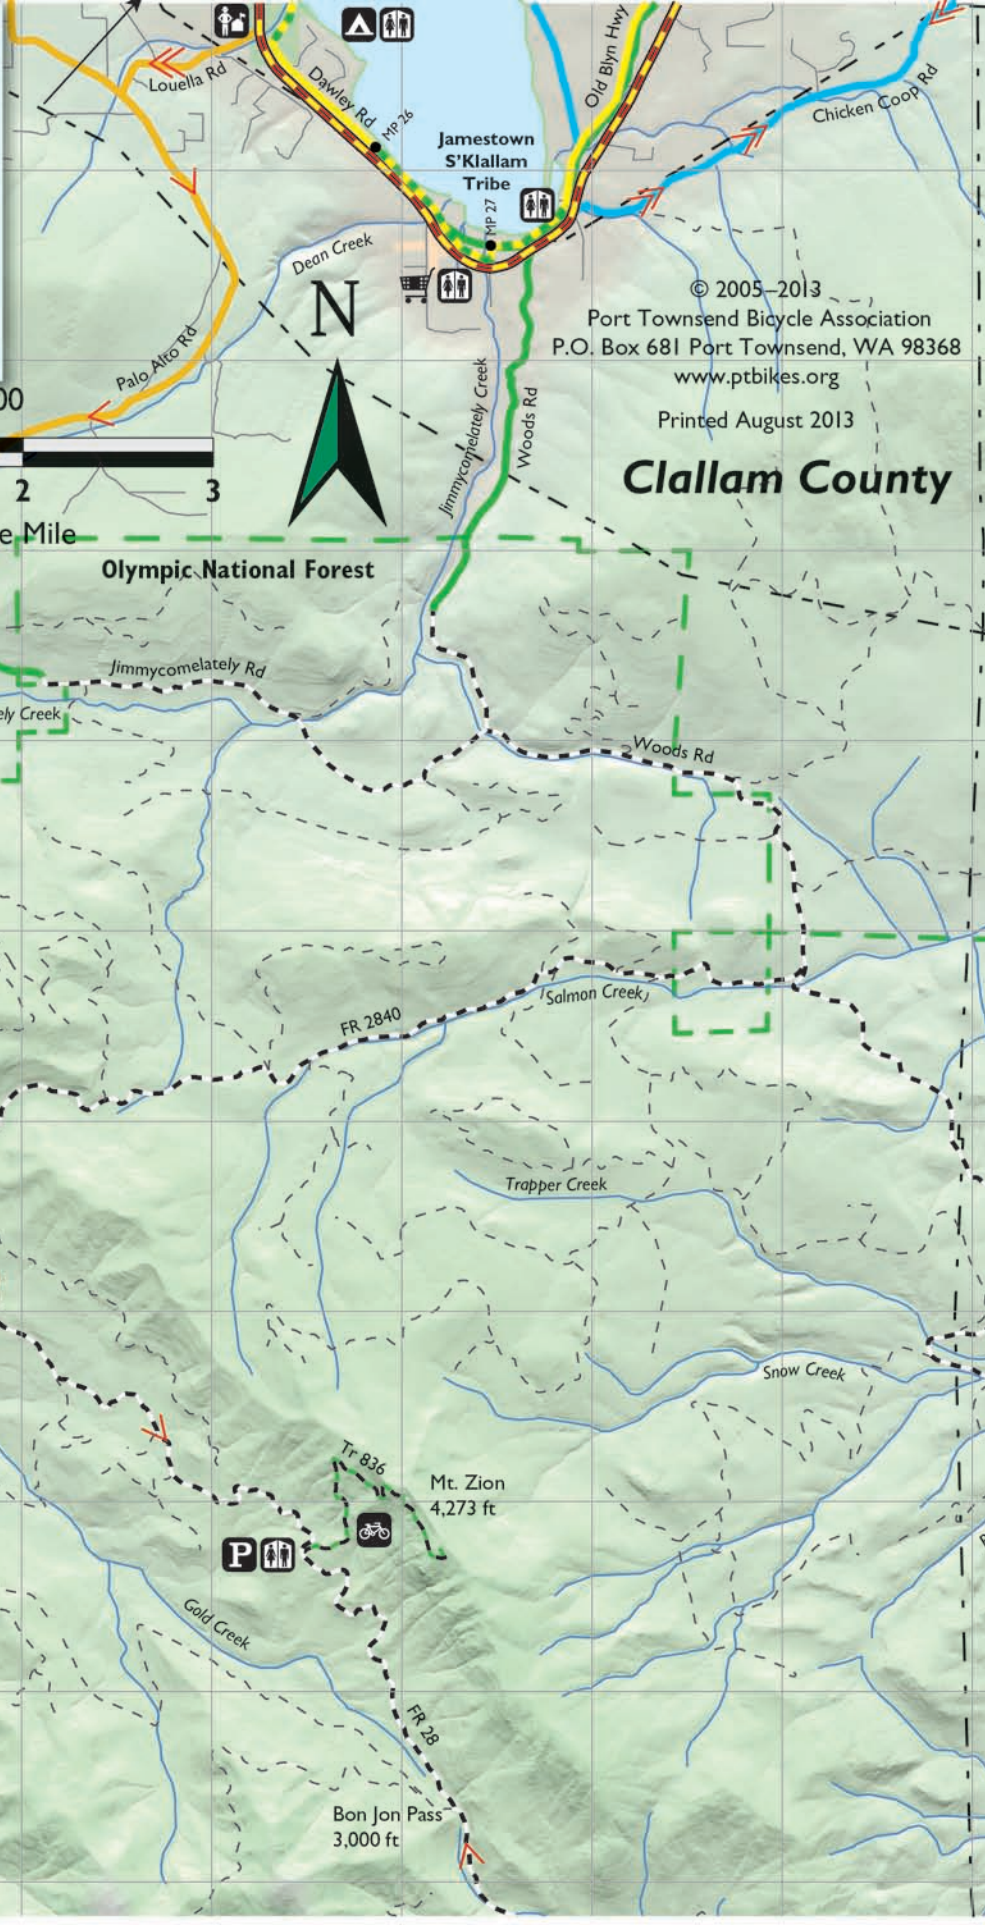 Louella Rd
Dawley Rd
MP 26
Old Blyn Hwy
Chicken Coop Rd
Jamestown
S'Klallam
Tribe
MP 27
Dean Creek
N
Palo Alto Rd
Jimmycomelately Creek
Woods Rd
© 2005–2013
Port Townsend Bicycle Association
P.O. Box 681 Port Townsend, WA 98368
www.ptbikes.org
Printed August 2013
Clallam County
00
2 3
e Mile
Olympic National Forest
Jimmycomelately Rd
ely Creek
Woods Rd
Salmon Creek
FR 2840
Trapper Creek
Snow Creek
Tr 836
Mt. Zion
4,273 ft
P
Gold Creek
FR 28
Bon Jon Pass
3,000 ft